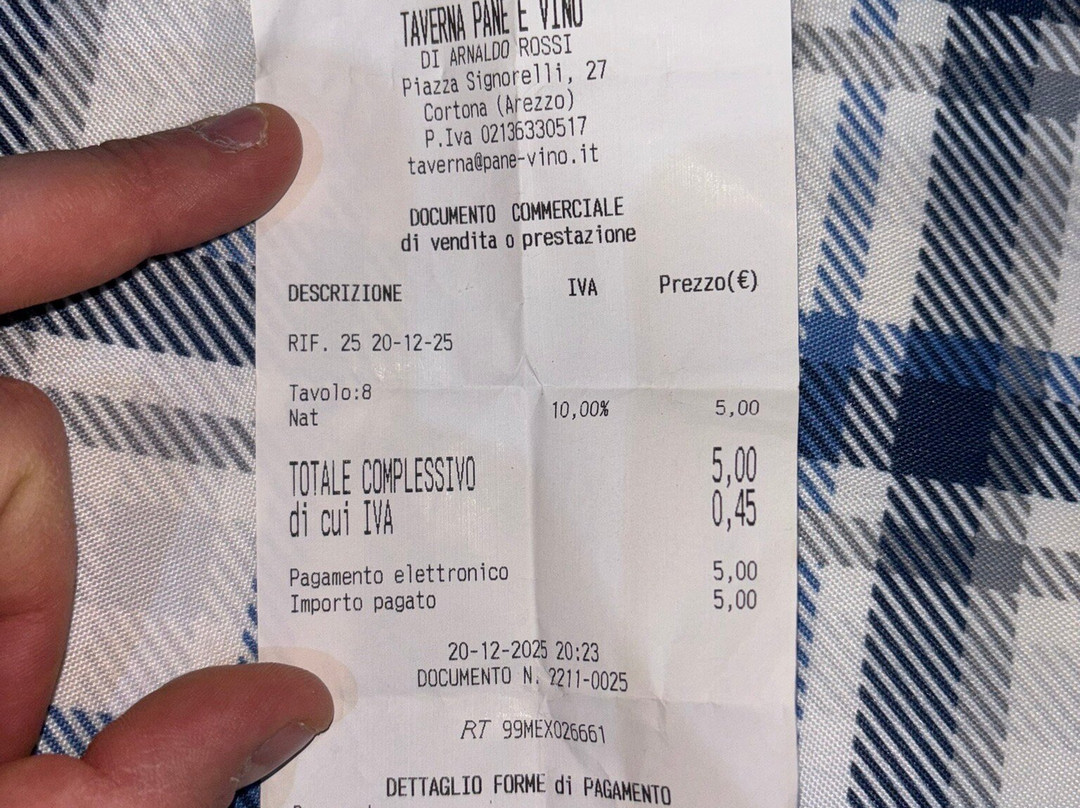 TAVERNA PANE E VINO
DI ARNALDO ROSSI
Piazza Signorelli, 27
Cortona (Arezzo)
P.Iva 02136330517
taverna@pane-vino.it
DOCUMENTO COMMERCIALE
di vendita o prestazione
DESCRIZIONE IVA Prezzo(€)
RIF. 25 20-12-25
Tavolo:8
Nat 10,00% 5,00
TOTALE COMPLESSIVO 5,00
di cui IVA 0,45
Pagamento elettronico 5,00
Importo pagato 5,00
20-12-2025 20:23
DOCUMENTO N. 2211-0025
RT 99MEX026661
DETTAGLIO FORME di PAGAMENTO